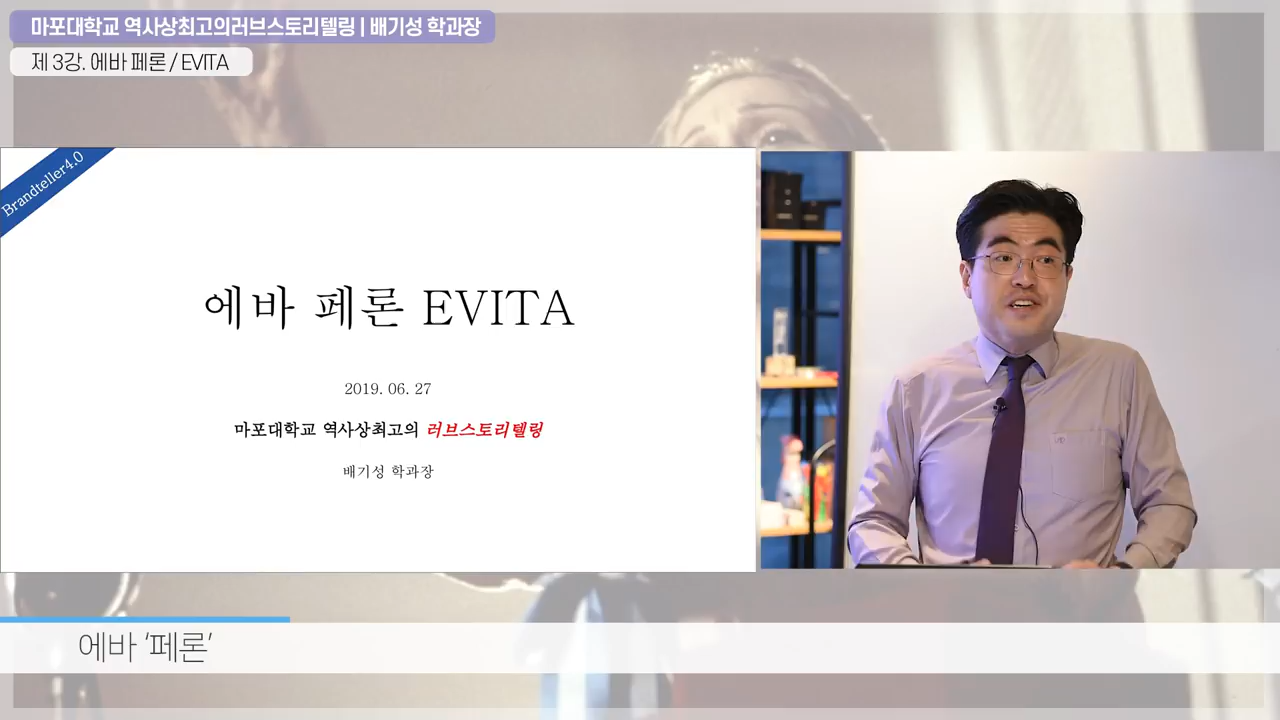 마포대학교 역사상최고의러브스토리텔링 | 배기성 학과장
제 3강. 에바 페론 / EVITA
Brandteller4.0
에바 페론 EVITA
2019. 06. 27
마포대학교 역사상최고의 러브스토리텔링
배기성 학과장
에바 ‘페론’